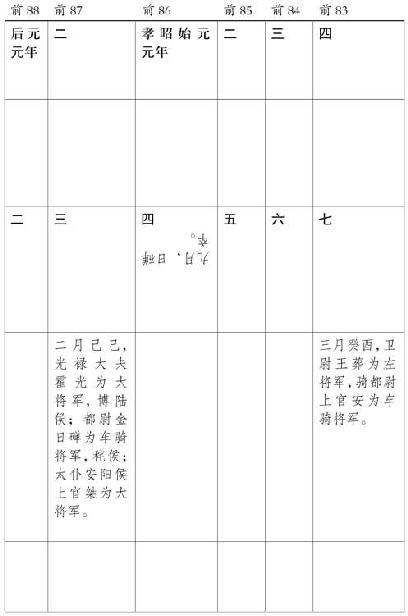 前88 前87 前86 前85 前84 前83
后元 二 孝昭始元 二 三 四
元年 元年
二 三 四 五 六 七
九月，日磾
卒。
二月己巳，
光禄大夫
霍光为大
将军，博陆
侯；都尉金
日磾为车骑
将军，秺侯；
太仆安阳侯
上官桀为大
将军。
三月癸酉，卫
尉王莽为左
将军，骑都尉
上官安为车
骑将军。